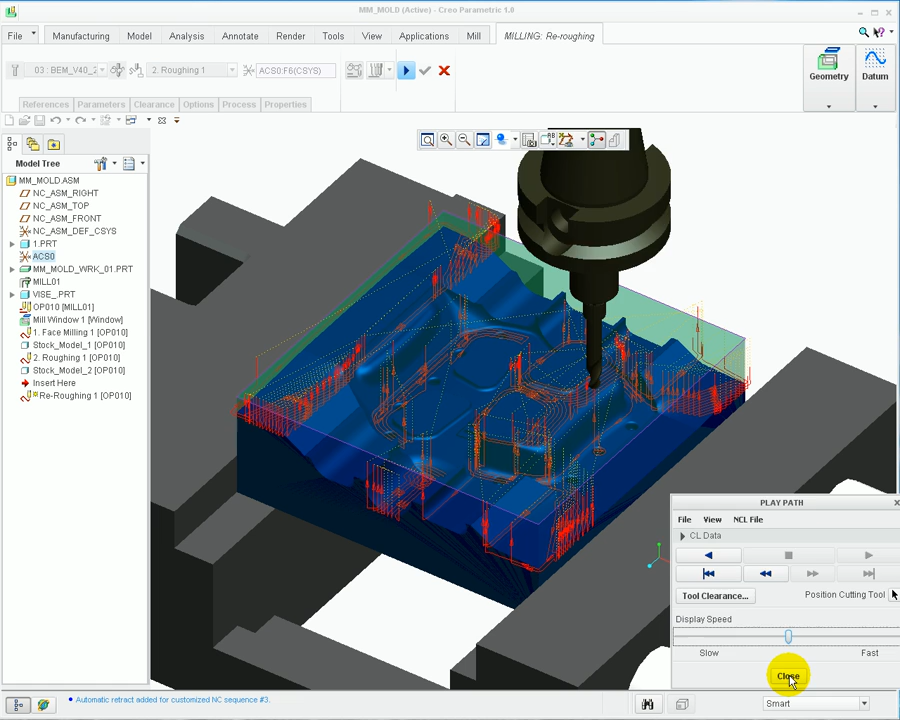 MM_MOLD (Active) - Creo Parametric 1.0
File Manufacturing Model Analysis Annotate Render Tools View Applications Mill MILLING: Re-roughing
03 : BEM_V40_2 2. Roughing 1 ACS0:F6(CSYS)
Geometry Datum
References Parameters Clearance Options Process Properties
Model Tree
MM_MOLD.ASM
NC_ASM_RIGHT
NC_ASM_TOP
NC_ASM_FRONT
NC_ASM_DEF_CSYS
1.PRT
ACS0
MM_MOLD_WRK_01.PRT
MILL01
VISE_.PRT
OP010 [MILL01]
Mill Window 1 [Window]
1. Face Milling 1 [OP010]
Stock_Model_1 [OP010]
2. Roughing 1 [OP010]
Stock_Model_2 [OP010]
Insert Here
Re-Roughing 1 [OP010]
PLAY PATH
File View NCL File
CL Data
Tool Clearance... Position Cutting Tool
Display Speed
Slow Fast
Close
Automatic retract added for customized NC sequence #3.
Smart